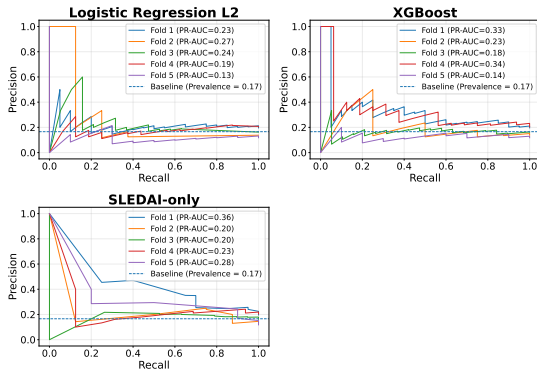 Logistic Regression L2
Precision
1.0
0.8
0.6
0.4
0.2
0.0
Fold 1 (PR-AUC=0.23)
Fold 2 (PR-AUC=0.27)
Fold 3 (PR-AUC=0.24)
Fold 4 (PR-AUC=0.19)
Fold 5 (PR-AUC=0.13)
Baseline (Prevalence = 0.17)
0.0 0.2 0.4 0.6 0.8 1.0
Recall
XGBoost
Precision
1.0
0.8
0.6
0.4
0.2
0.0
Fold 1 (PR-AUC=0.33)
Fold 2 (PR-AUC=0.23)
Fold 3 (PR-AUC=0.18)
Fold 4 (PR-AUC=0.34)
Fold 5 (PR-AUC=0.14)
Baseline (Prevalence = 0.17)
0.0 0.2 0.4 0.6 0.8 1.0
Recall
SLEDAI-only
Precision
1.0
0.8
0.6
0.4
0.2
0.0
Fold 1 (PR-AUC=0.36)
Fold 2 (PR-AUC=0.20)
Fold 3 (PR-AUC=0.20)
Fold 4 (PR-AUC=0.23)
Fold 5 (PR-AUC=0.28)
Baseline (Prevalence = 0.17)
0.0 0.2 0.4 0.6 0.8 1.0
Recall